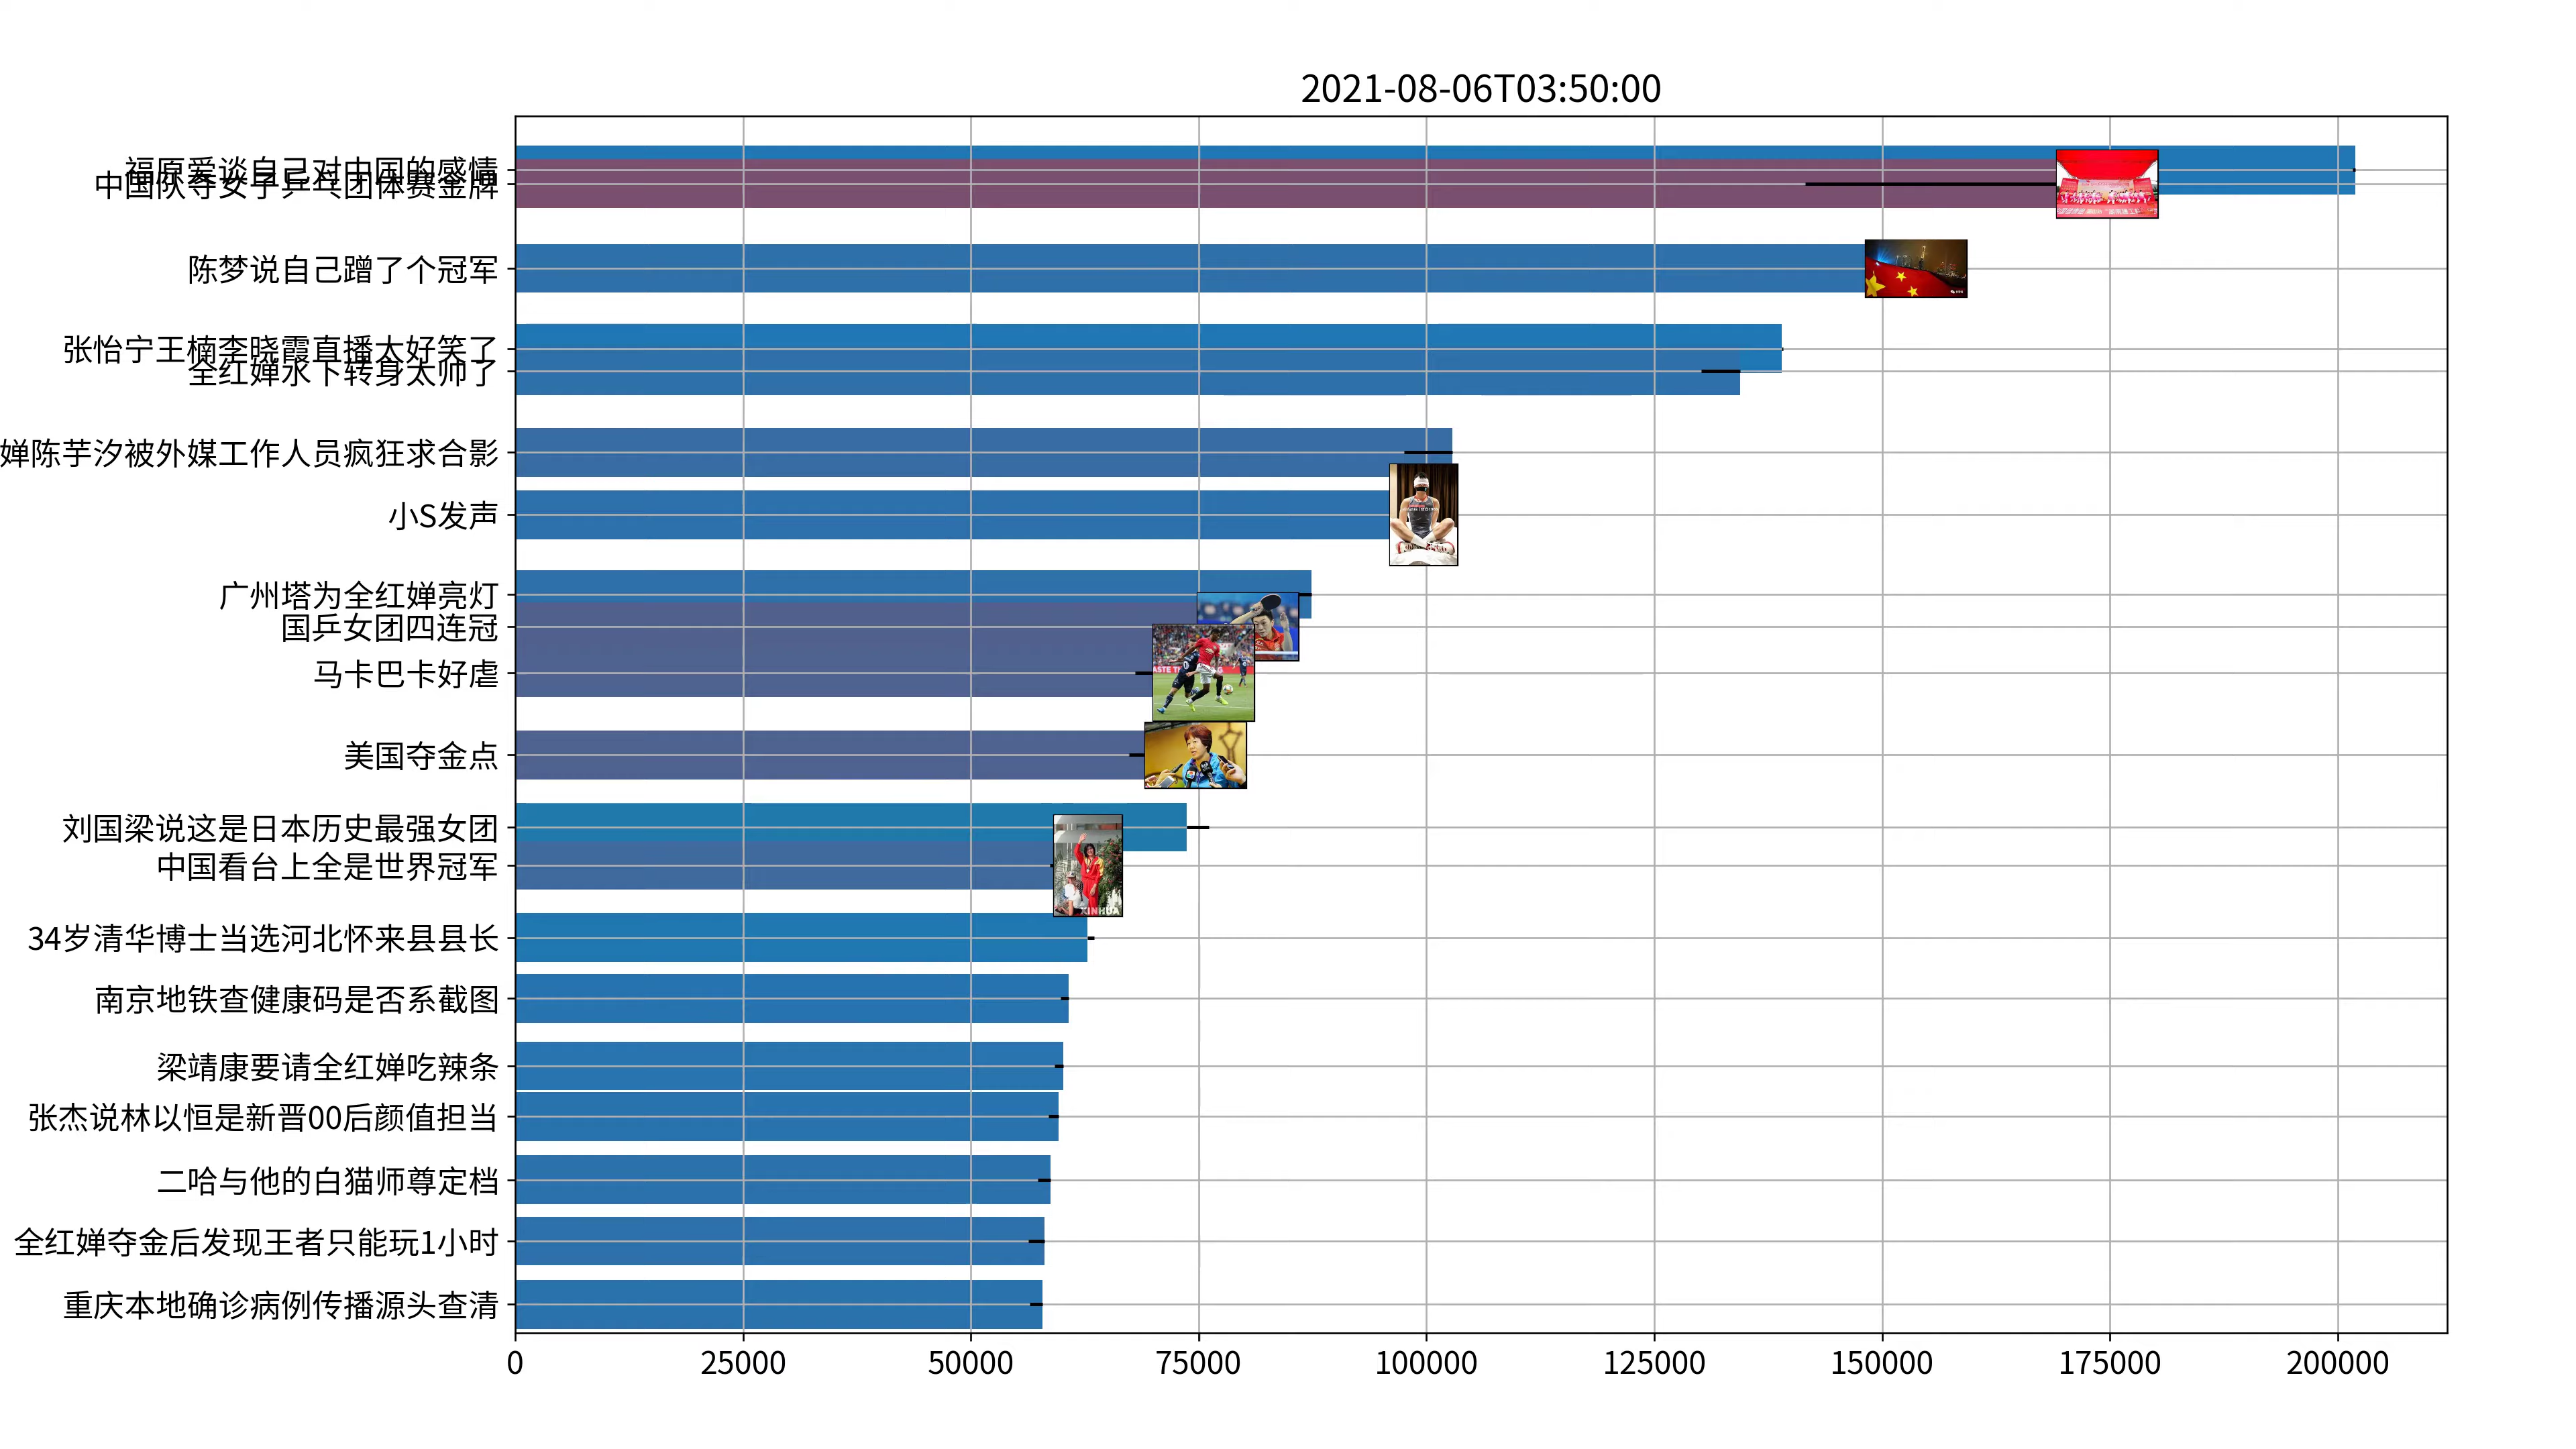 2021-08-06T03:50:00
福原爱谈自己对中国的感情
中国队夺女子乒乓团体赛金牌
陈梦说自己蹭了个冠军
张怡宁王楠李晓霞直播太好笑了
全红婵水下转身太帅了
婵陈芋汐被外媒工作人员疯狂求合影
小S发声
广州塔为全红婵亮灯
国乒女团四连冠
马卡巴卡好虐
美国夺金点
刘国梁说这是日本历史最强女团
中国看台上全是世界冠军
XINHUA
34岁清华博士当选河北怀来县县长
南京地铁查健康码是否系截图
梁靖康要请全红婵吃辣条
张杰说林以恒是新晋00后颜值担当
二哈与他的白猫师尊定档
全红婵夺金后发现王者只能玩1小时
重庆本地确诊病例传播源头查清
0 25000 50000 75000 100000 125000 150000 175000 200000